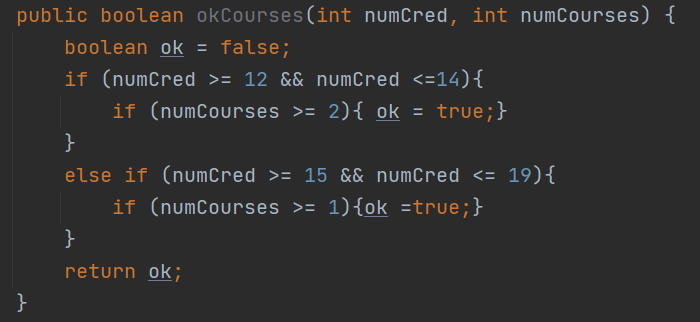 public boolean okCourses(int numCred, int numCourses) {
boolean ok = false;
if (numCred >= 12 && numCred <=14){
if (numCourses >= 2){ ok = true;}
}
else if (numCred >= 15 && numCred <= 19){
if (numCourses >= 1){ok =true;}
}
return ok;
}